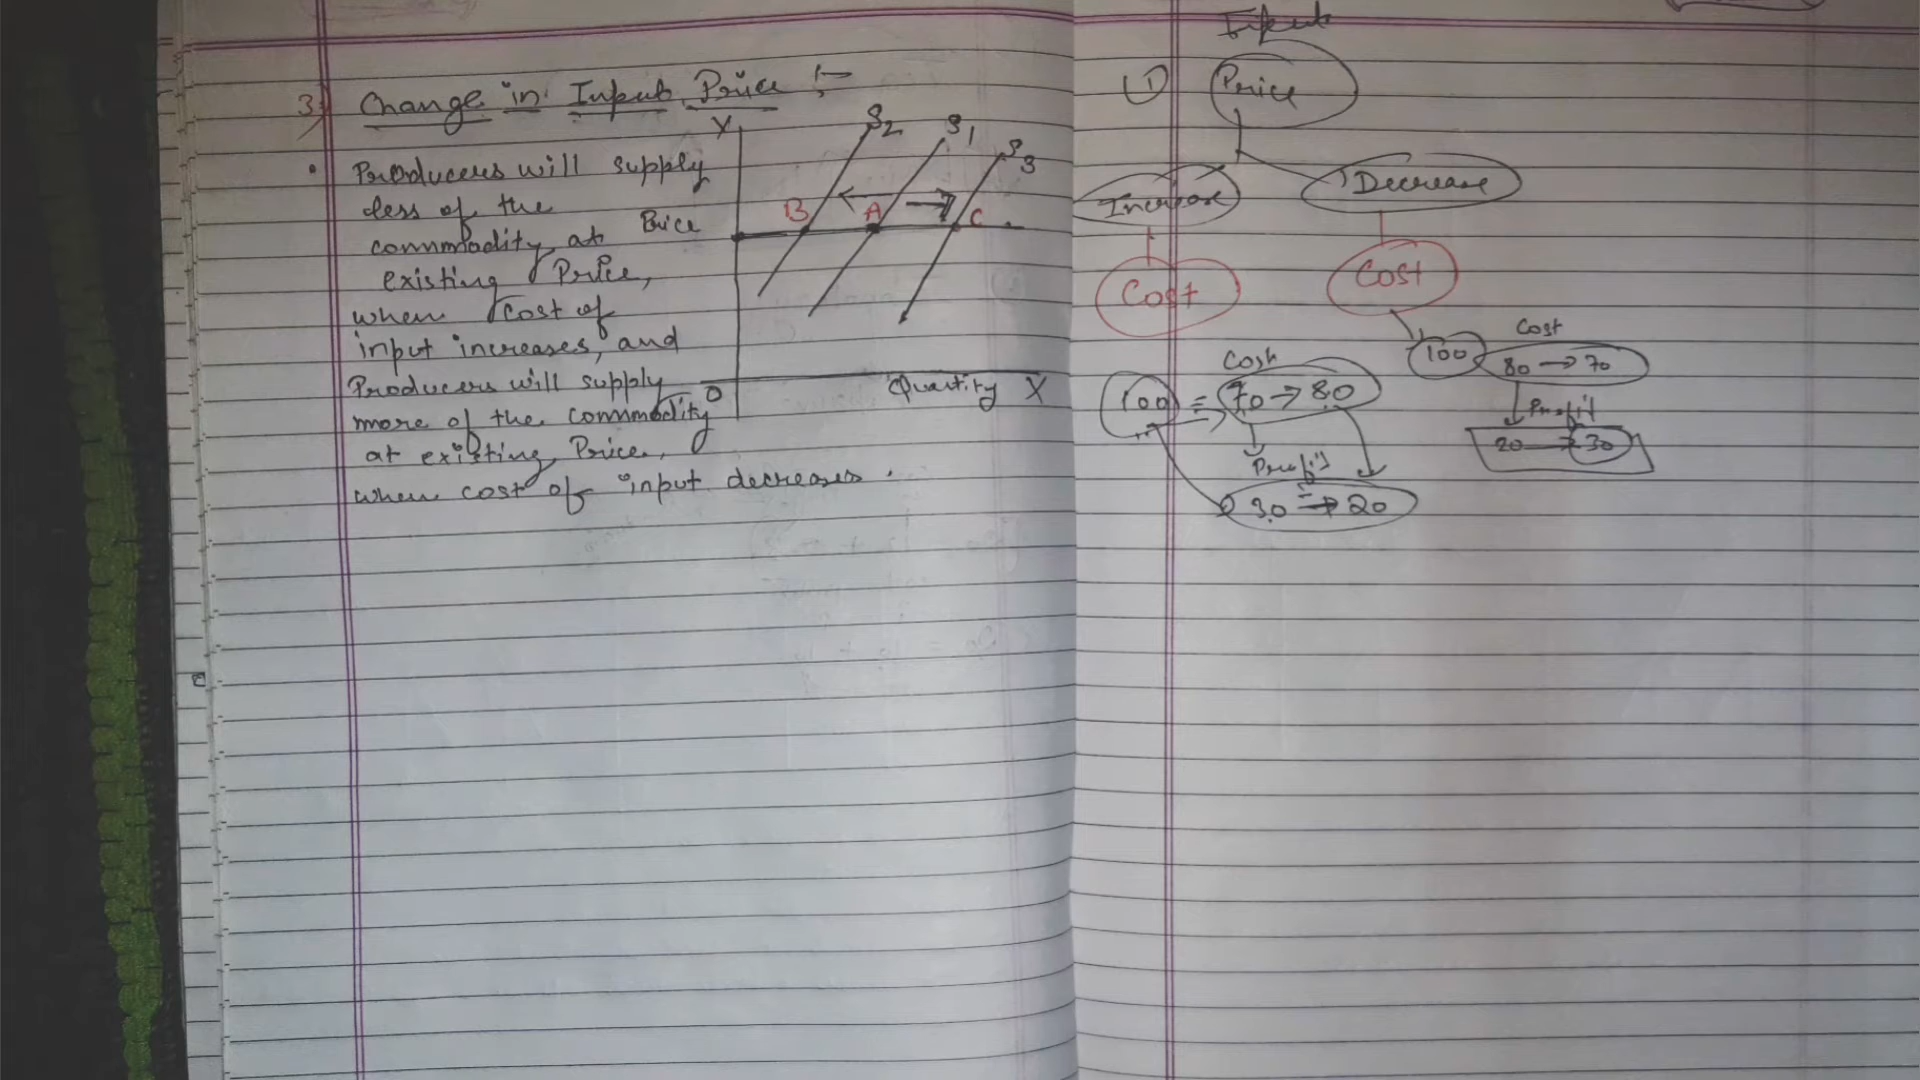 3) Change in Input Price :-
• Producers will supply
less of the
commodity at
existing Price,
when cost of
input increases, and
Producers will supply
more of the commodity
at existing Price,
when cost of input decreases.
Y
S2
S1
S3
Price
B
A
C
O
Quantity X
Input
① Price
Increase
Decrease
Cost
Cost
100
Cost
80 → 70
Profit
20 → 30
100 =
Cost
70 → 80
Profit
30 → 20